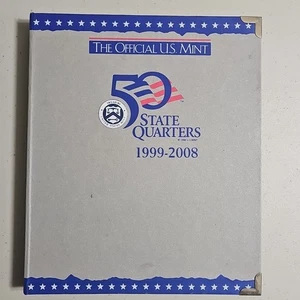 THE OFFICIAL U.S. MINT
50
STATE
QUARTERS
1999-2008